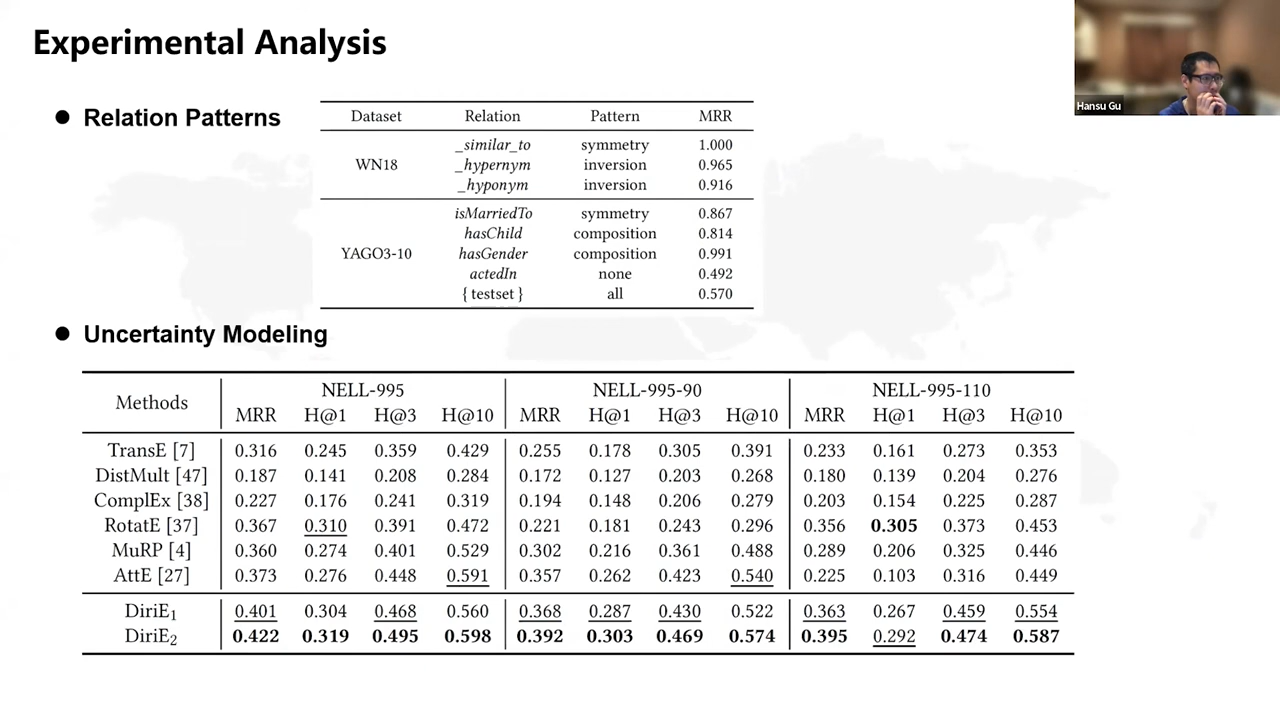 Experimental Analysis
Hansu Gu
● Relation Patterns
Dataset Relation Pattern MRR
WN18
_similar_to symmetry 1.000
_hypernym inversion 0.965
_hyponym inversion 0.916
YAGO3-10
isMarriedTo symmetry 0.867
hasChild composition 0.814
hasGender composition 0.991
actedIn none 0.492
{ testset } all 0.570
● Uncertainty Modeling
Methods NELL-995 NELL-995-90 NELL-995-110
MRR H@1 H@3 H@10 MRR H@1 H@3 H@10 MRR H@1 H@3 H@10
TransE [7] 0.316 0.245 0.359 0.429 0.255 0.178 0.305 0.391 0.233 0.161 0.273 0.353
DistMult [47] 0.187 0.141 0.208 0.284 0.172 0.127 0.203 0.268 0.180 0.139 0.204 0.276
ComplEx [38] 0.227 0.176 0.241 0.319 0.194 0.148 0.206 0.279 0.203 0.154 0.225 0.287
RotatE [37] 0.367 0.310 0.391 0.472 0.221 0.181 0.243 0.296 0.356 0.305 0.373 0.453
MuRP [4] 0.360 0.274 0.401 0.529 0.302 0.216 0.361 0.488 0.289 0.206 0.325 0.446
AttE [27] 0.373 0.276 0.448 0.591 0.357 0.262 0.423 0.540 0.225 0.103 0.316 0.449
DiriE₁ 0.401 0.304 0.468 0.560 0.368 0.287 0.430 0.522 0.363 0.267 0.459 0.554
DiriE₂ 0.422 0.319 0.495 0.598 0.392 0.303 0.469 0.574 0.395 0.292 0.474 0.587